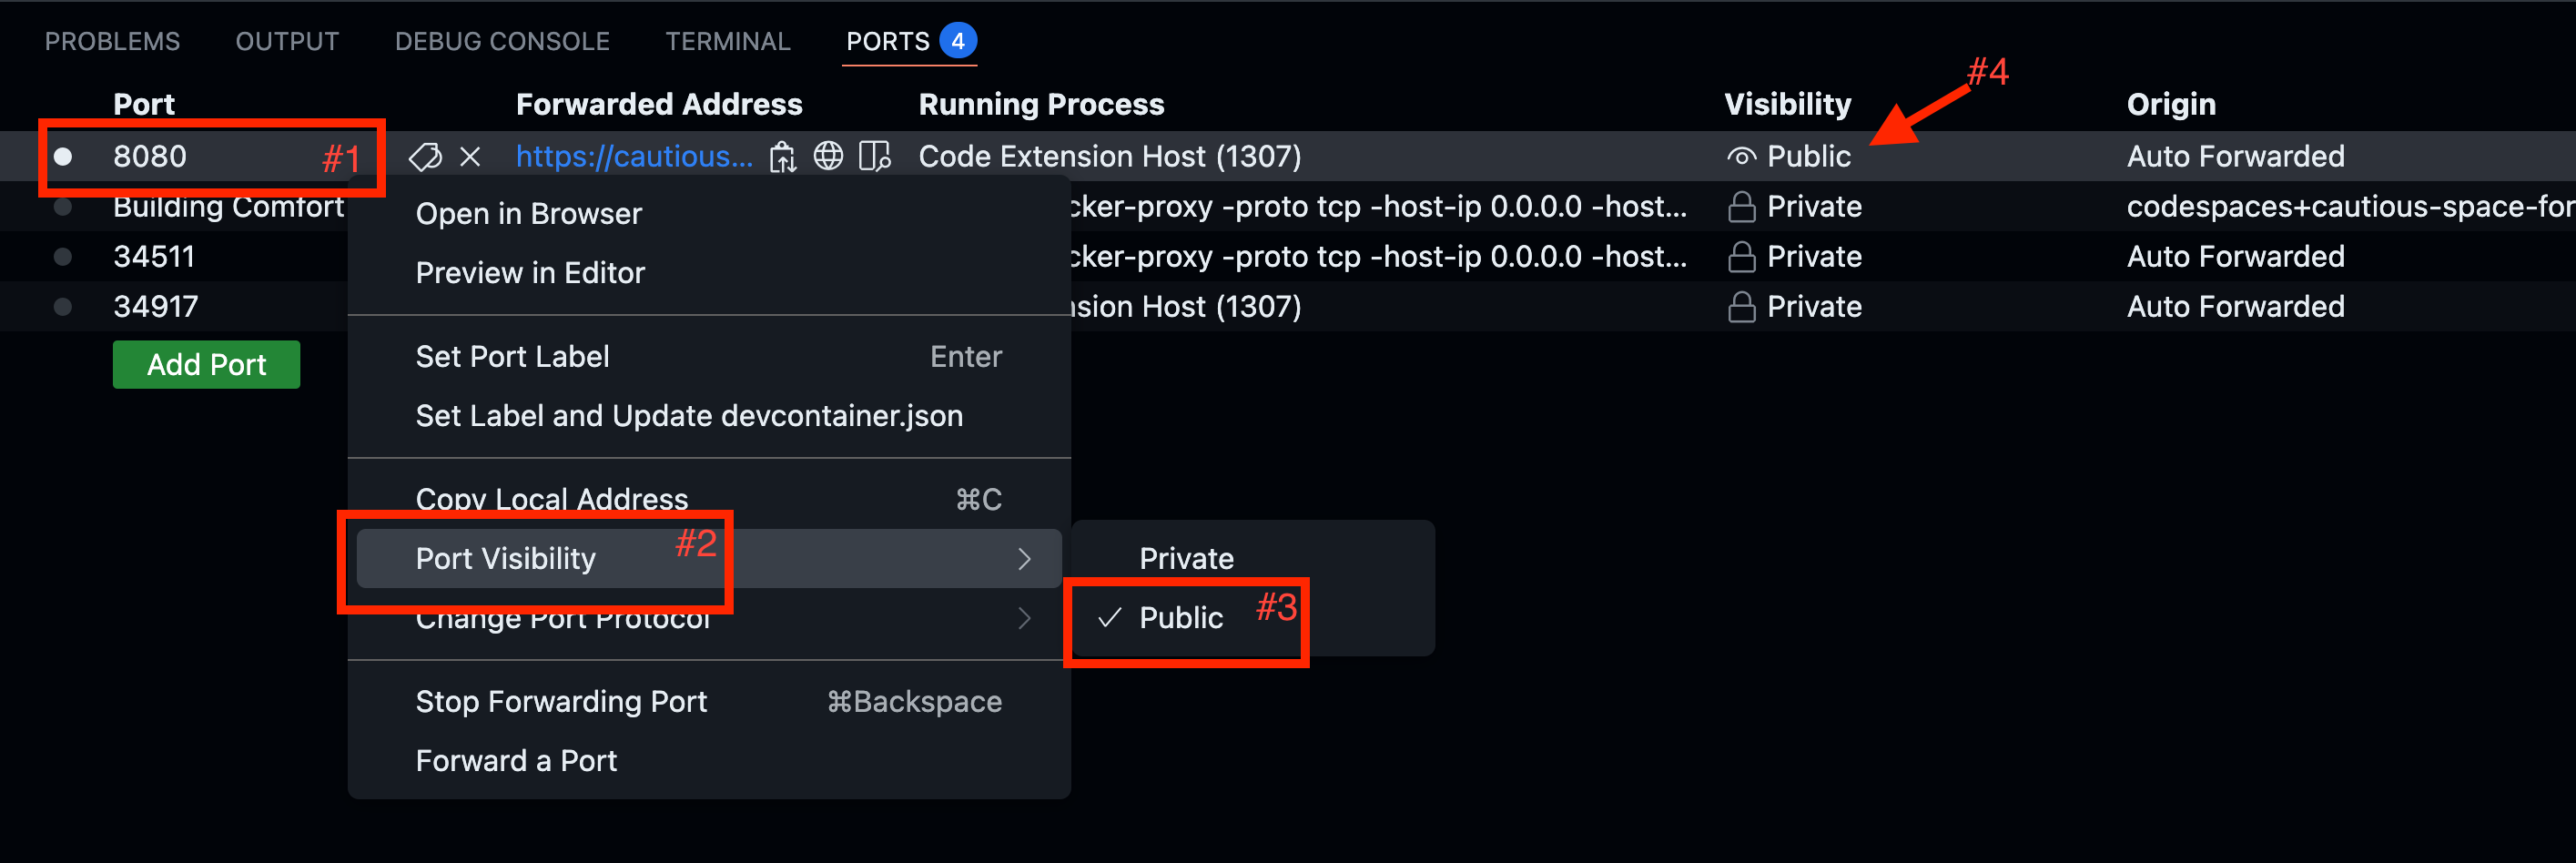 PROBLEMS OUTPUT DEBUG CONSOLE TERMINAL PORTS 4
#4
Port Forwarded Address Running Process Visibility Origin
8080 #1 https://cautious... Code Extension Host (1307) Public Auto Forwarded
Building Comfort cker-proxy -proto tcp -host-ip 0.0.0.0 -host... Private codespaces+cautious-space-for
34511 cker-proxy -proto tcp -host-ip 0.0.0.0 -host... Private Auto Forwarded
34917 nsion Host (1307) Private Auto Forwarded
Add Port
Open in Browser
Preview in Editor
Set Port Label Enter
Set Label and Update devcontainer.json
Copy Local Address ⌘C
Port Visibility #2
Change Port Protocol
Stop Forwarding Port ⌘Backspace
Forward a Port
Private
Public #3